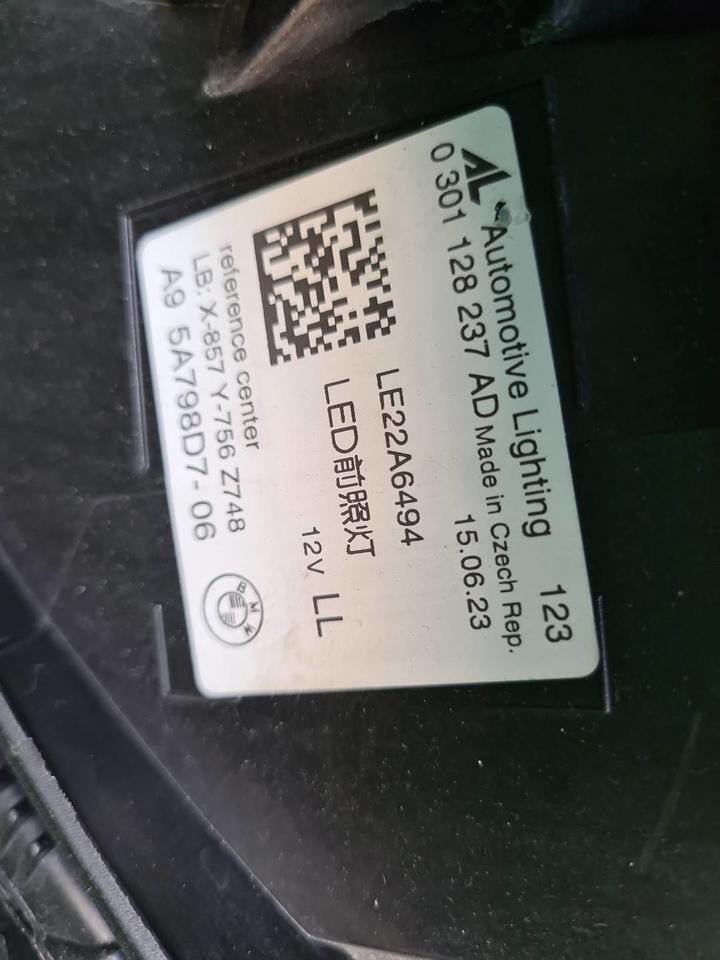 AL Automotive Lighting 123
0 301 128 237 AD Made in Czech Rep.
15.06.23
LE22A6494
LED前照灯
12V LL
reference center
LB: X-857 Y-756 Z748
A9 5A798D7-06
BMW